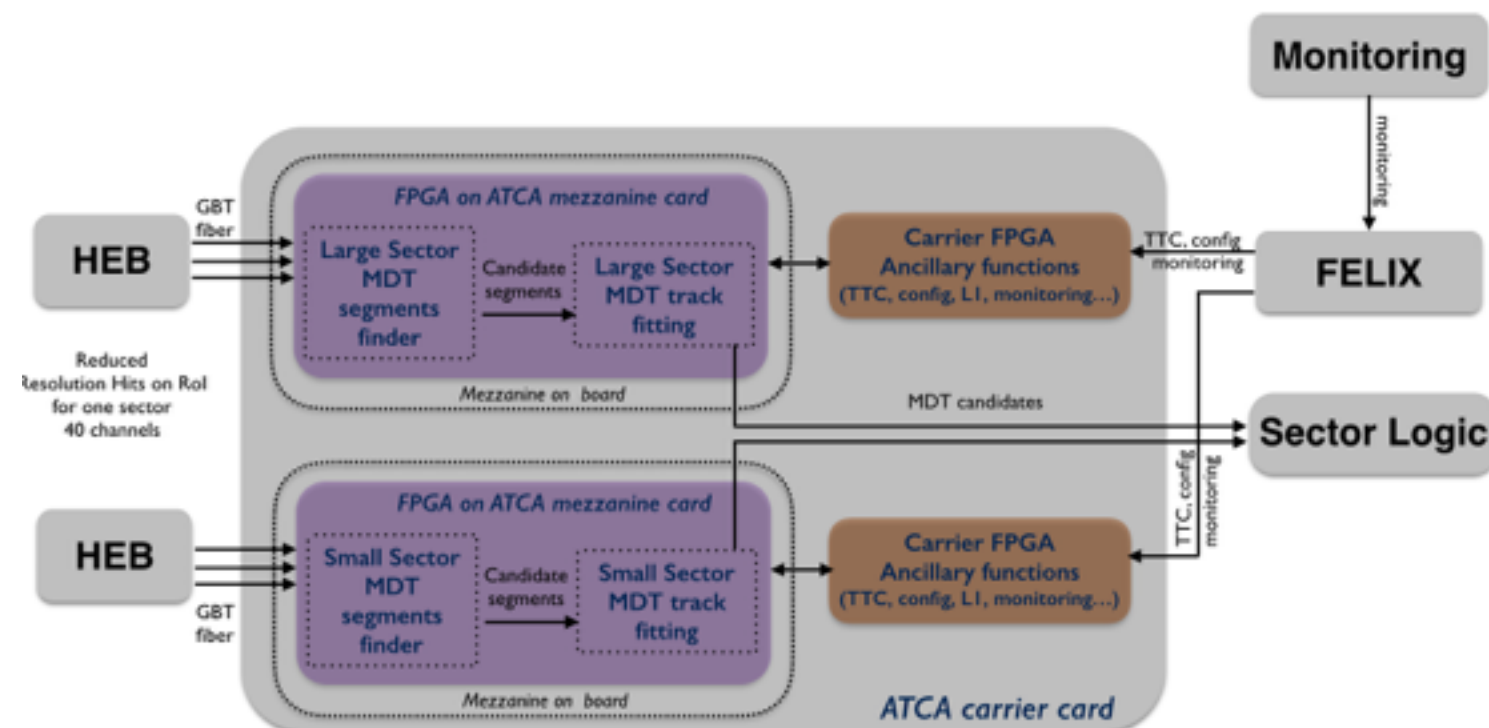 Monitoring
monitoring
FPGA on ATCA mezzanine card
GBT
fiber
HEB
Large Sector
MDT
segments
finder
Candidate
segments
Large Sector
MDT track
fitting
Mezzanine on board
Carrier FPGA
Ancillary functions
(TTC, config, L1, monitoring...)
TTC, config
monitoring
FELIX
Reduced
Resolution Hits on RoI
for one sector
40 channels
MDT candidates
Sector Logic
TTC, config
monitoring
FPGA on ATCA mezzanine card
HEB
GBT
fiber
Small Sector
MDT
segments
finder
Candidate
segments
Small Sector
MDT track
fitting
Mezzanine on board
Carrier FPGA
Ancillary functions
(TTC, config, L1, monitoring...)
ATCA carrier card